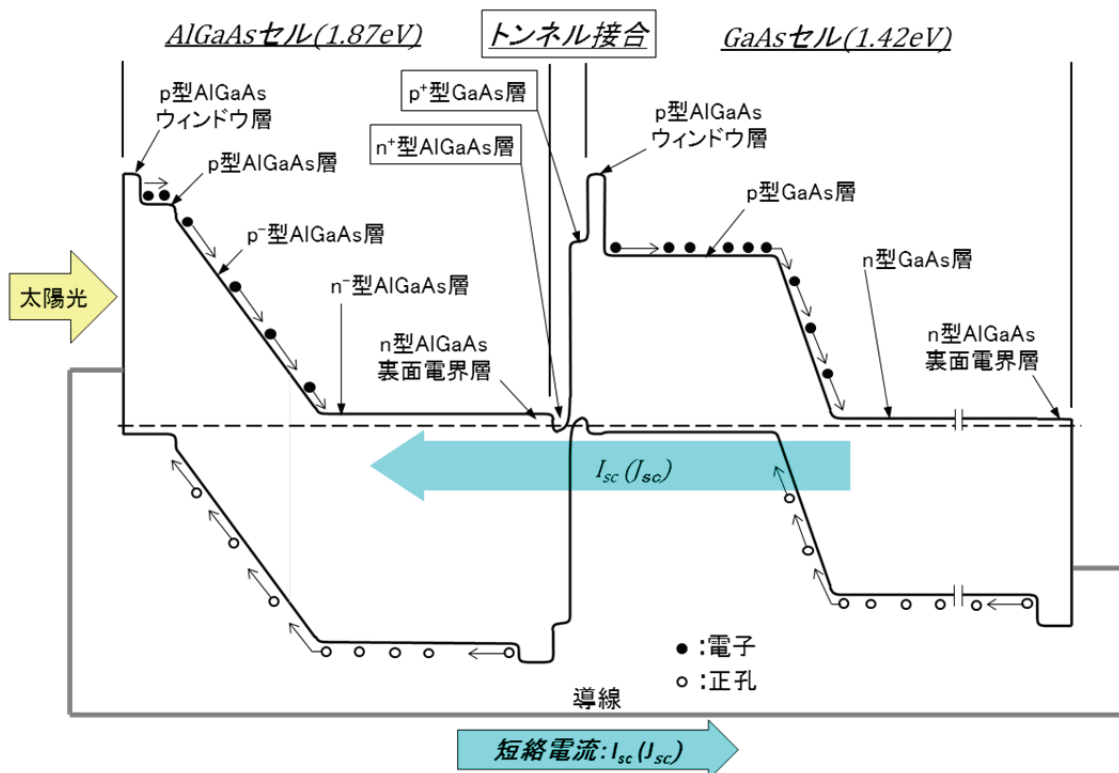 AlGaAsセル(1.87eV)
トンネル接合
GaAsセル(1.42eV)
p型AlGaAs
ウィンドウ層
p⁺型GaAs層
p型AlGaAs
ウィンドウ層
n⁺型AlGaAs層
p型AlGaAs層
p型GaAs層
p⁻型AlGaAs層
n型GaAs層
太陽光
n⁻型AlGaAs層
n型AlGaAs
裏面電界層
n型AlGaAs
裏面電界層
I_sc (J_sc)
●:電子
○:正孔
導線
短絡電流: I_sc (J_sc)